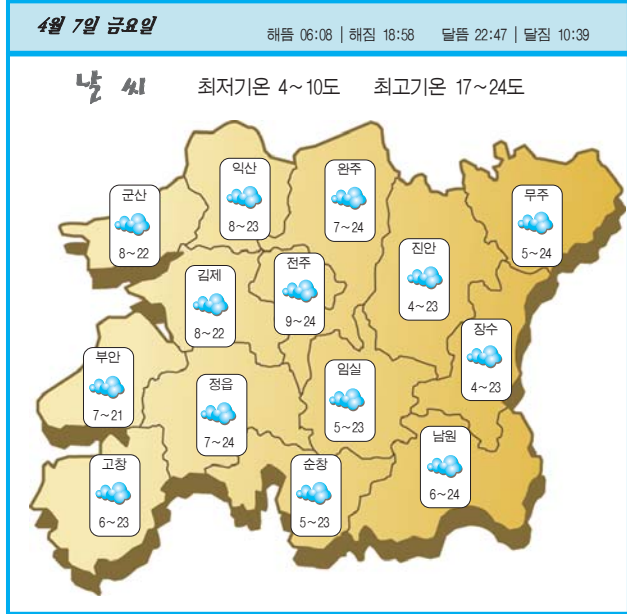 4월 7일 금요일
해뜸 06:08 | 해짐 18:58 달뜸 22:47 | 달짐 10:39
날 씨 최저기온 4~10도 최고기온 17~24도
익산
8~23
완주
7~24
군산
8~22
무주
5~24
진안
4~23
전주
9~24
김제
8~22
장수
4~23
부안
7~21
임실
5~23
정읍
7~24
남원
6~24
고창
6~23
순창
5~23